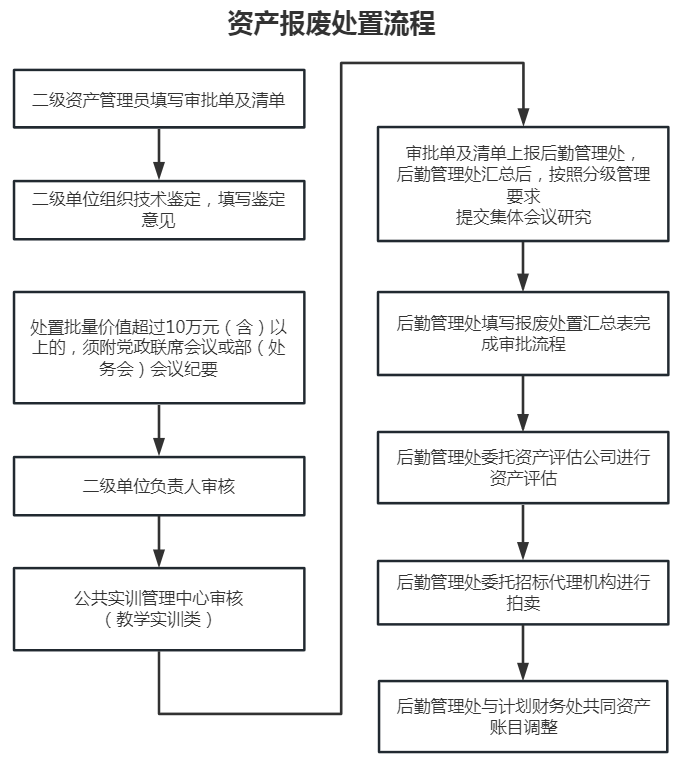 资产报废处置流程
二级资产管理员填写审批单及清单
二级单位组织技术鉴定，填写鉴定
意见
处置批量价值超过10万元（含）以
上的，须附党政联席会议或部（处
务会）会议纪要
二级单位负责人审核
公共实训管理中心审核
（教学实训类）
审批单及清单上报后勤管理处，
后勤管理处汇总后，按照分级管理
要求
提交集体会议研究
后勤管理处填写报废处置汇总表完
成审批流程
后勤管理处委托资产评估公司进行
资产评估
后勤管理处委托招标代理机构进行
拍卖
后勤管理处与计划财务处共同资产
账目调整